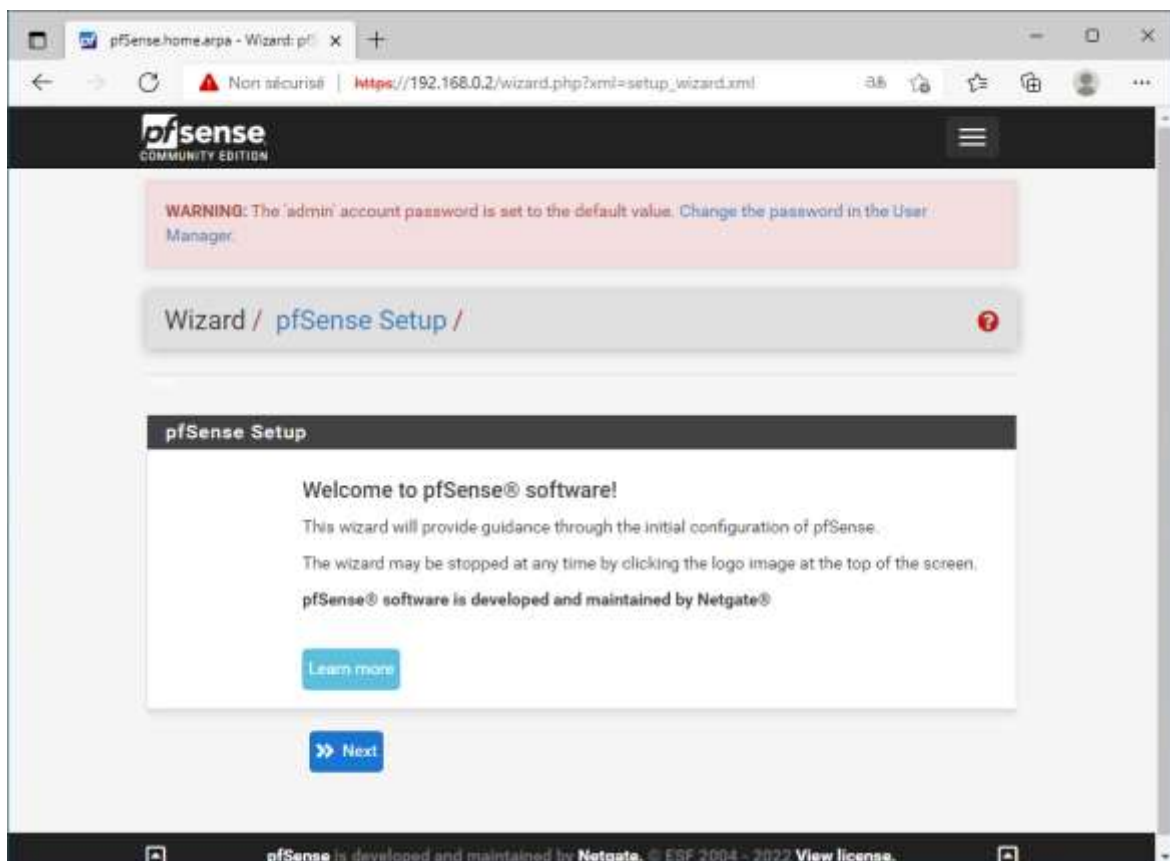 pfSense.home.arpa - Wizard: pf
Non sécurisé | https://192.168.0.2/wizard.php?xml=setup_wizard.xml
pfsense
COMMUNITY EDITION
WARNING: The 'admin' account password is set to the default value. Change the password in the User
Manager.
Wizard / pfSense Setup /
pfSense Setup
Welcome to pfSense® software!
This wizard will provide guidance through the initial configuration of pfSense.
The wizard may be stopped at any time by clicking the logo image at the top of the screen.
pfSense® software is developed and maintained by Netgate®
Learn more
Next
pfSense is developed and maintained by Netgate. © ESF 2004 - 2022 View license.